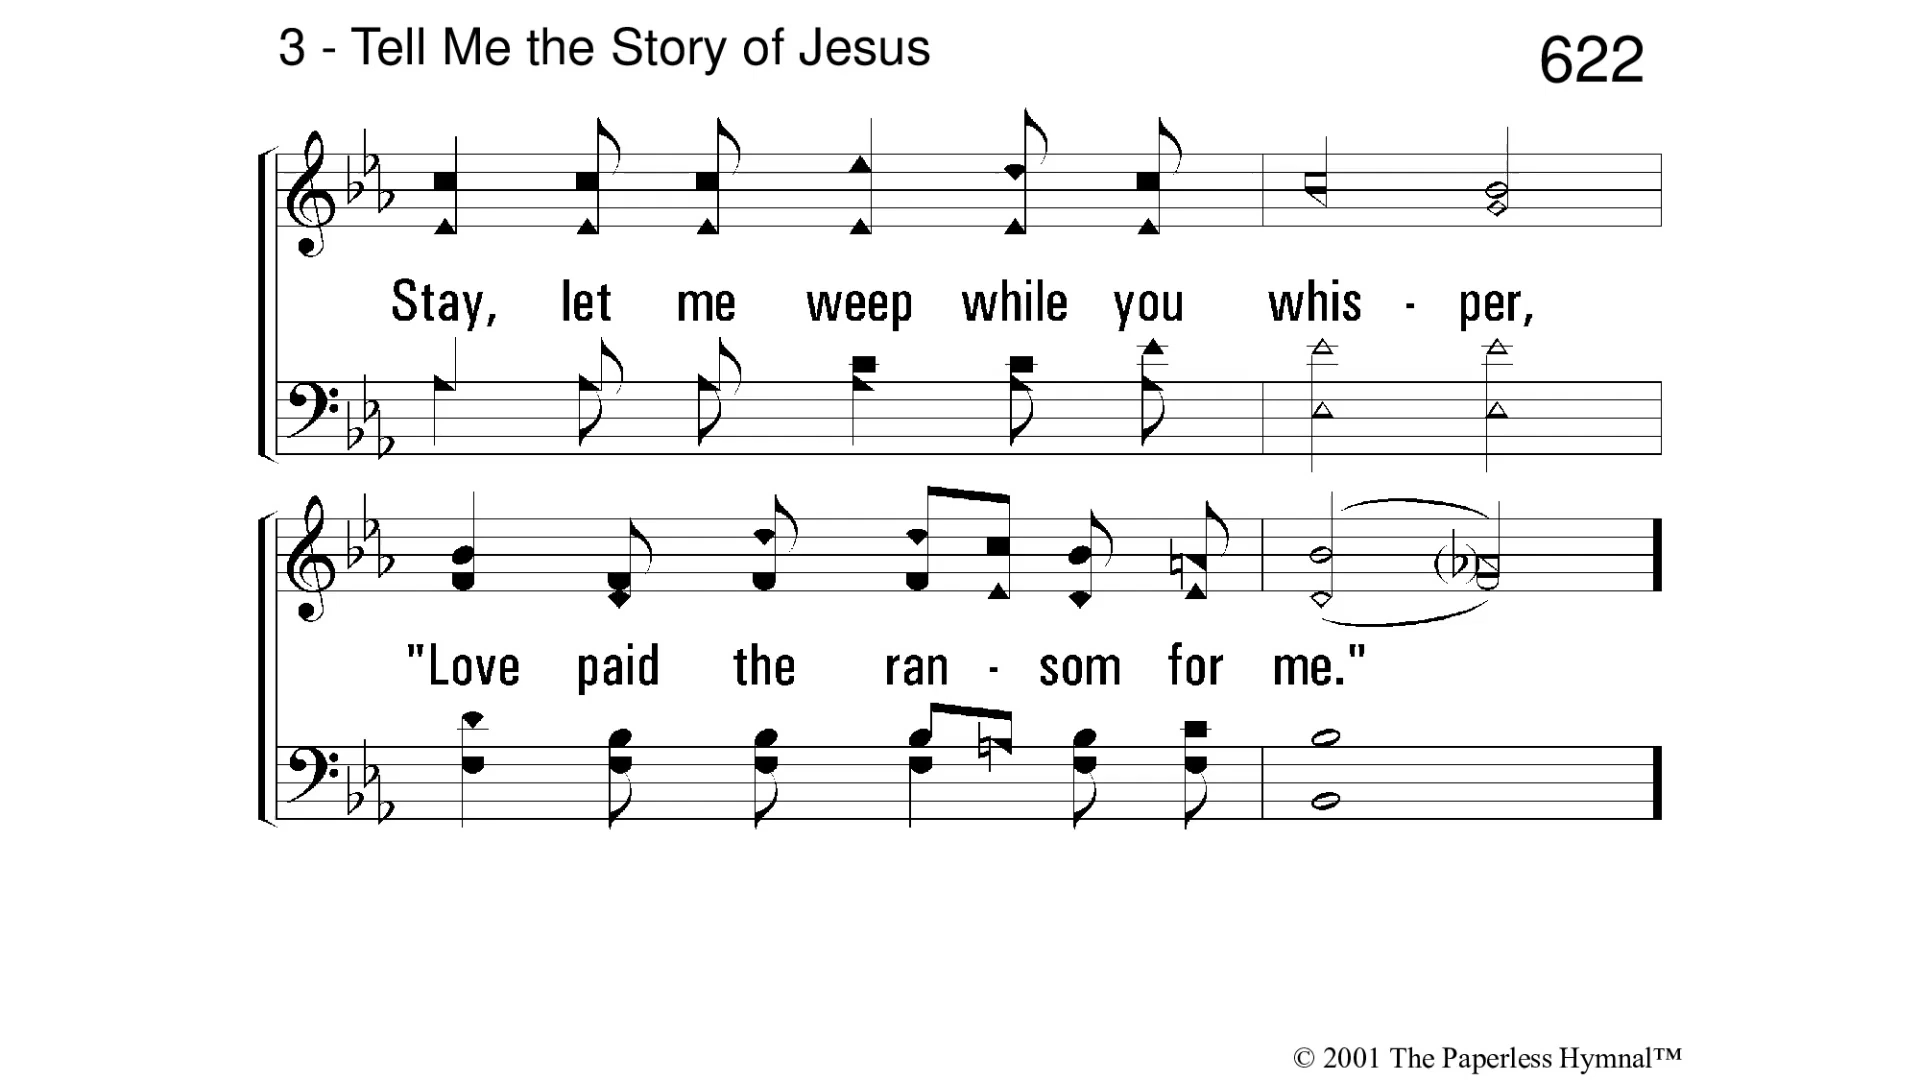 3 - Tell Me the Story of Jesus
622
Stay, let me weep while you whis - per,
"Love paid the ran - som for me."
© 2001 The Paperless Hymnal™